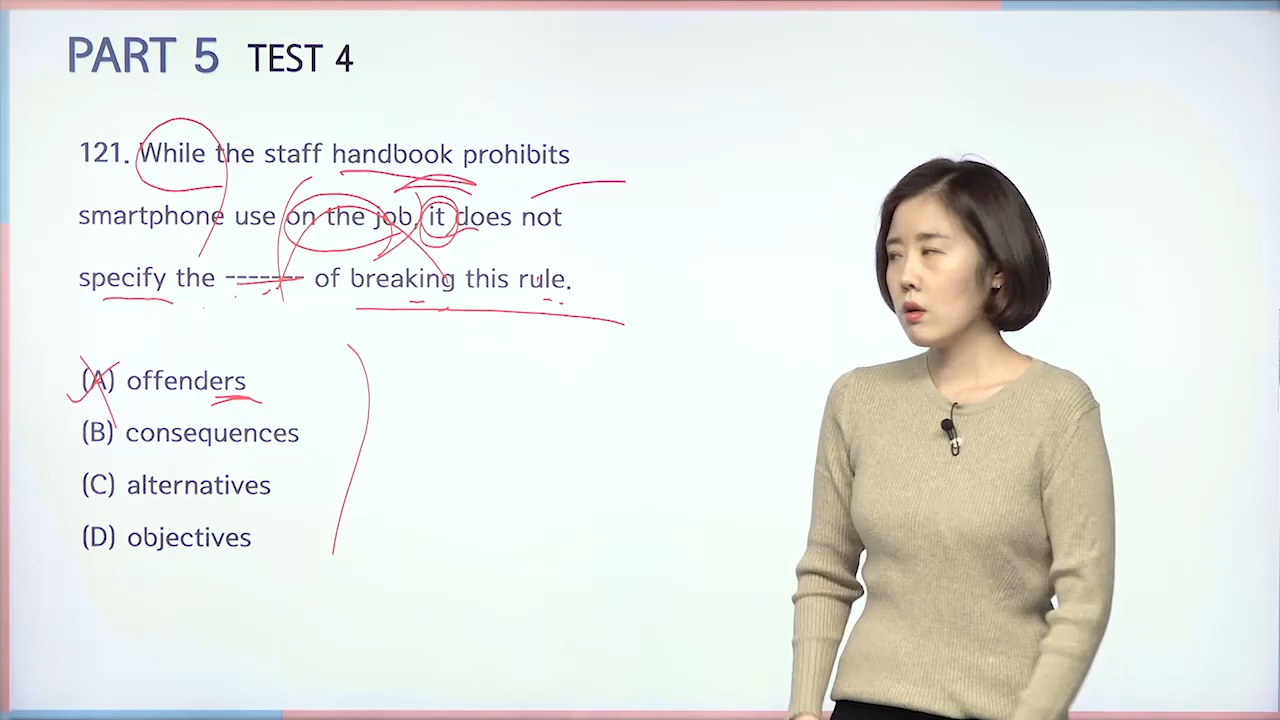 PART 5 TEST 4
121. While the staff handbook prohibits
smartphone use on the job, it does not
specify the ------- of breaking this rule.
(A) offenders
(B) consequences
(C) alternatives
(D) objectives